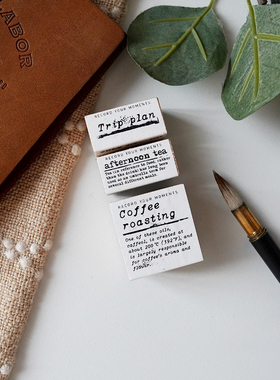 LABOR
RECORD YOUR MOMENTS
Trip plan
RECORD YOUR MOMENTS
afternoon tea
RECORD YOUR MOMENTS
Coffee
roasting
One of these oils,
caffeol, is created at
about 200°C (392°F), and
is largely responsible
for coffee's aroma and
flavor.